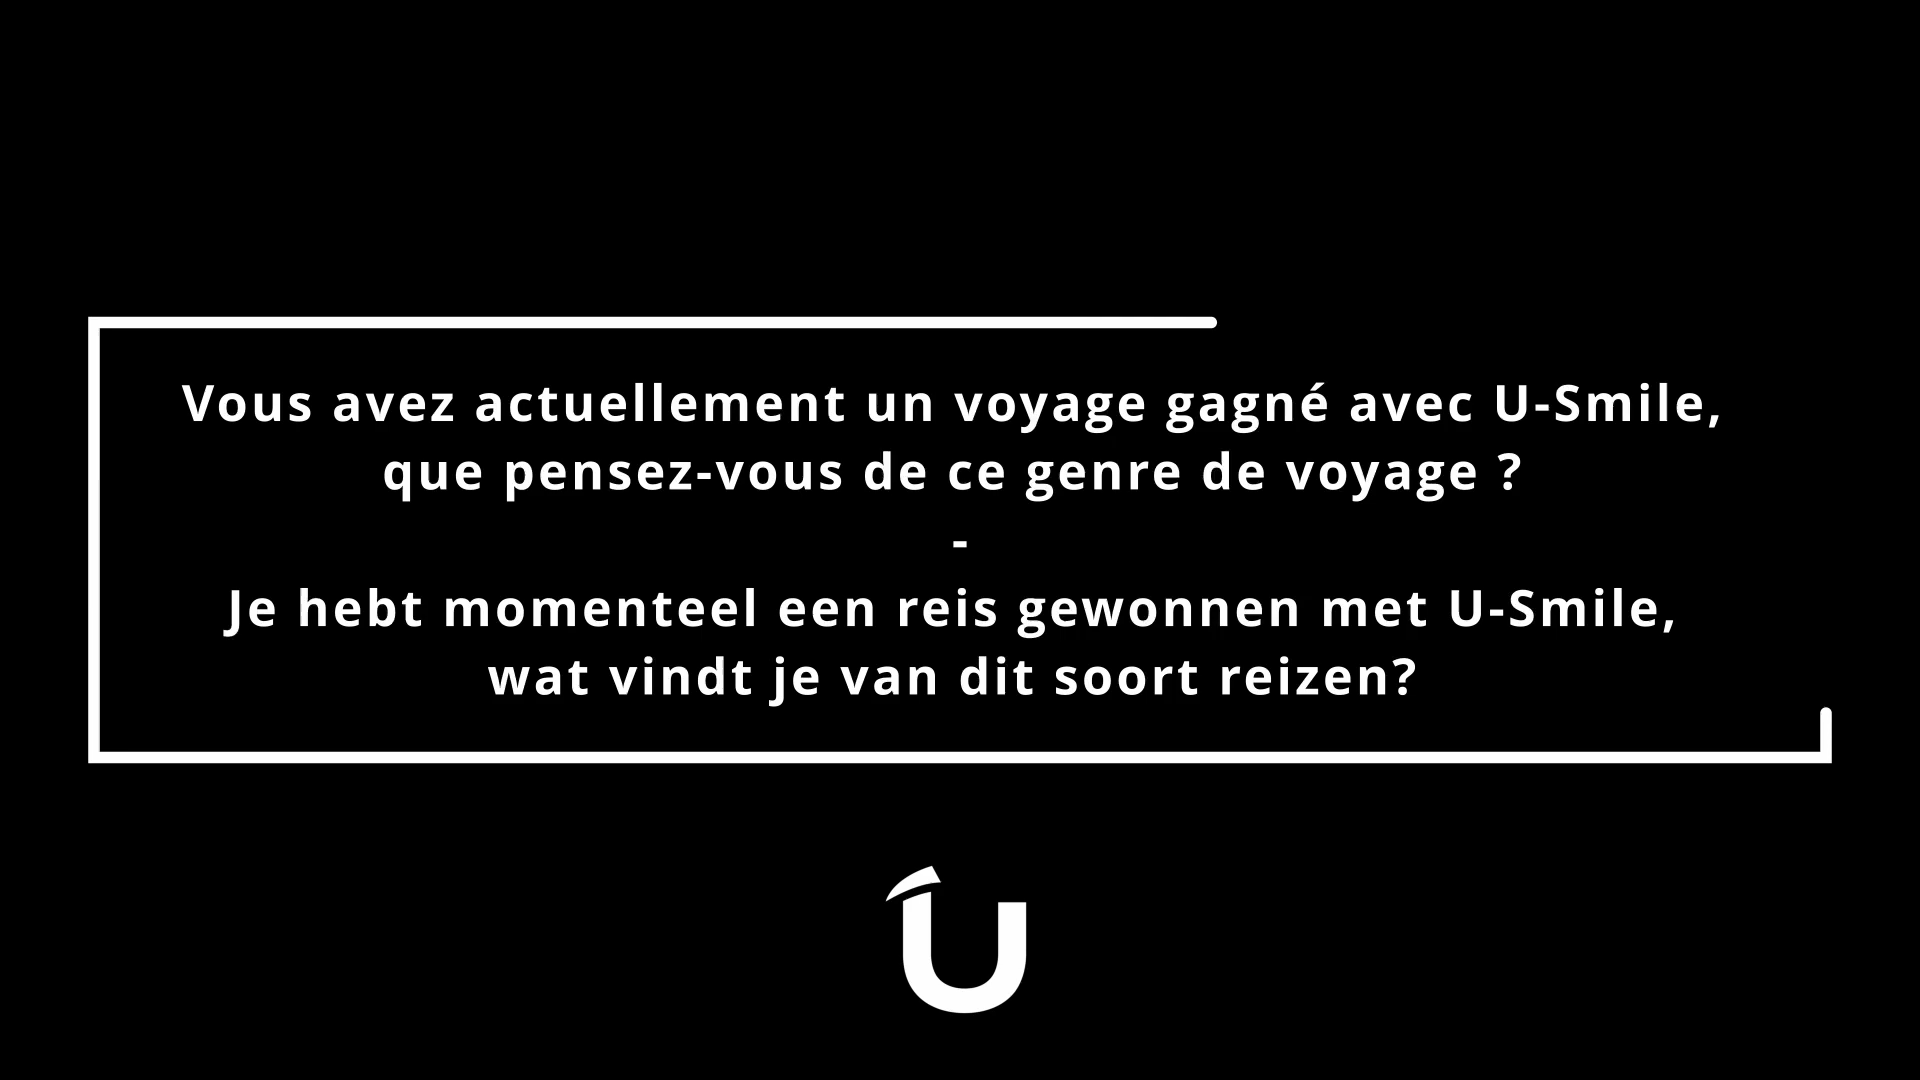 Vous avez actuellement un voyage gagné avec U-Smile,
que pensez-vous de ce genre de voyage ?
-
Je hebt momenteel een reis gewonnen met U-Smile,
wat vindt je van dit soort reizen?
U